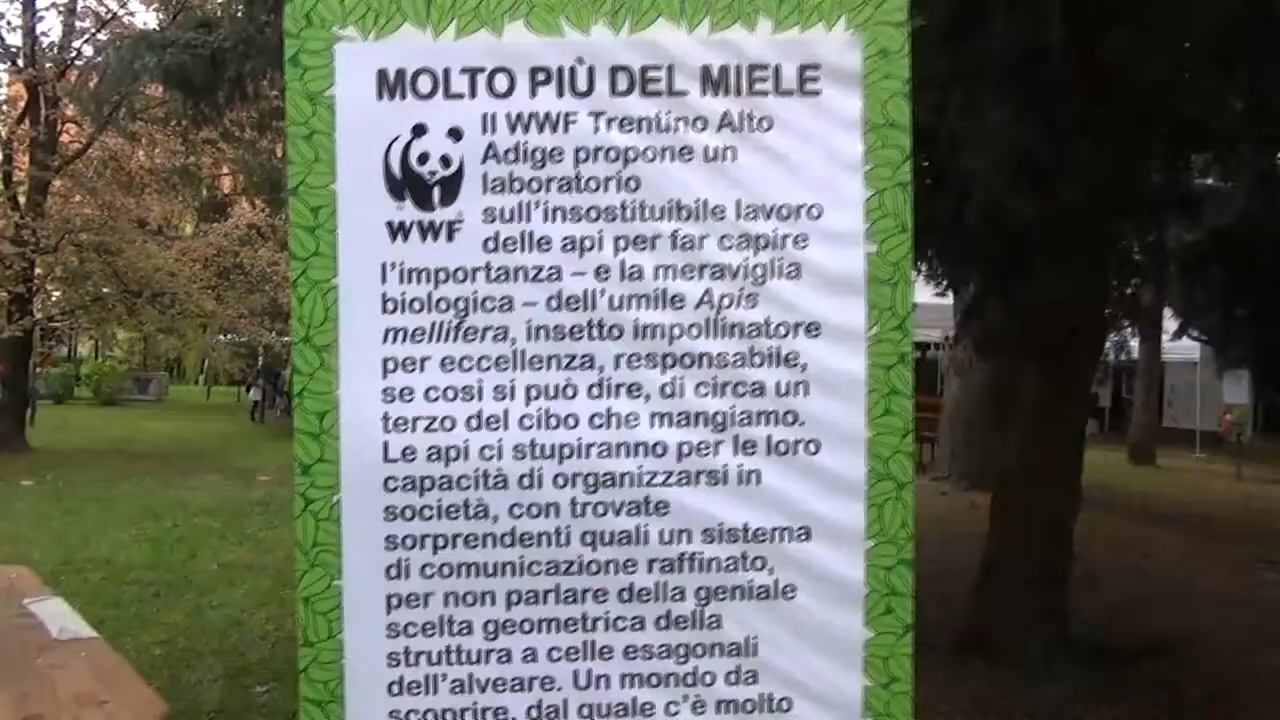 MOLTO PIÙ DEL MIELE
Il WWF Trentino Alto
Adige propone un
laboratorio
sull'insostituibile lavoro
delle api per far capire
WWF
l'importanza – e la meraviglia
biologica – dell'umile Apis
mellifera, insetto impollinatore
per eccellenza, responsabile,
se così si può dire, di circa un
terzo del cibo che mangiamo.
Le api ci stupiranno per le loro
capacità di organizzarsi in
società, con trovate
sorprendenti quali un sistema
di comunicazione raffinato,
per non parlare della geniale
scelta geometrica della
struttura a celle esagonali
dell'alveare. Un mondo da
scoprire, dal quale c'è molto